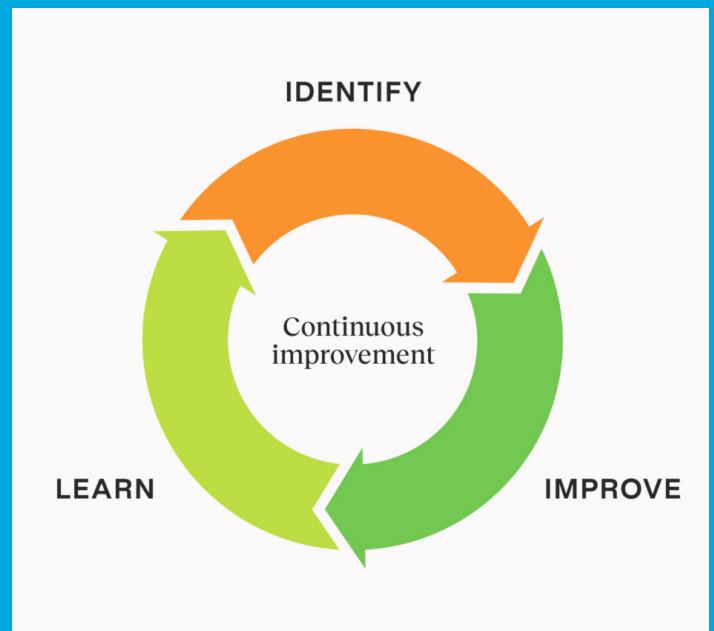 IDENTIFY
Continuous
improvement
LEARN
IMPROVE